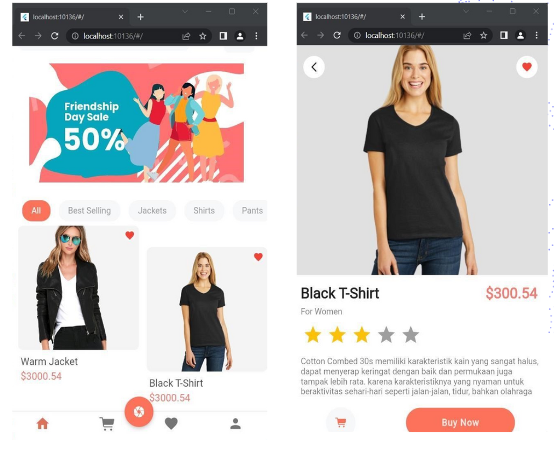 localhost:10136/#/
localhost:10136/#/
localhost:10136/#/
localhost:10136/#/
Friendship
Day Sale
50%
All
Best Selling
Jackets
Shirts
Pants
Warm Jacket
$3000.54
Black T-Shirt
$3000.54
Black T-Shirt
$300.54
For Women
Cotton Combed 30s memiliki karakteristik kain yang sangat halus,
dapat menyerap keringat dengan baik dan permukaan juga
tampak lebih rata. karena karakteristiknya yang nyaman untuk
beraktivitas sehari-hari seperti jalan-jalan, tidur, bahkan olahraga
Buy Now